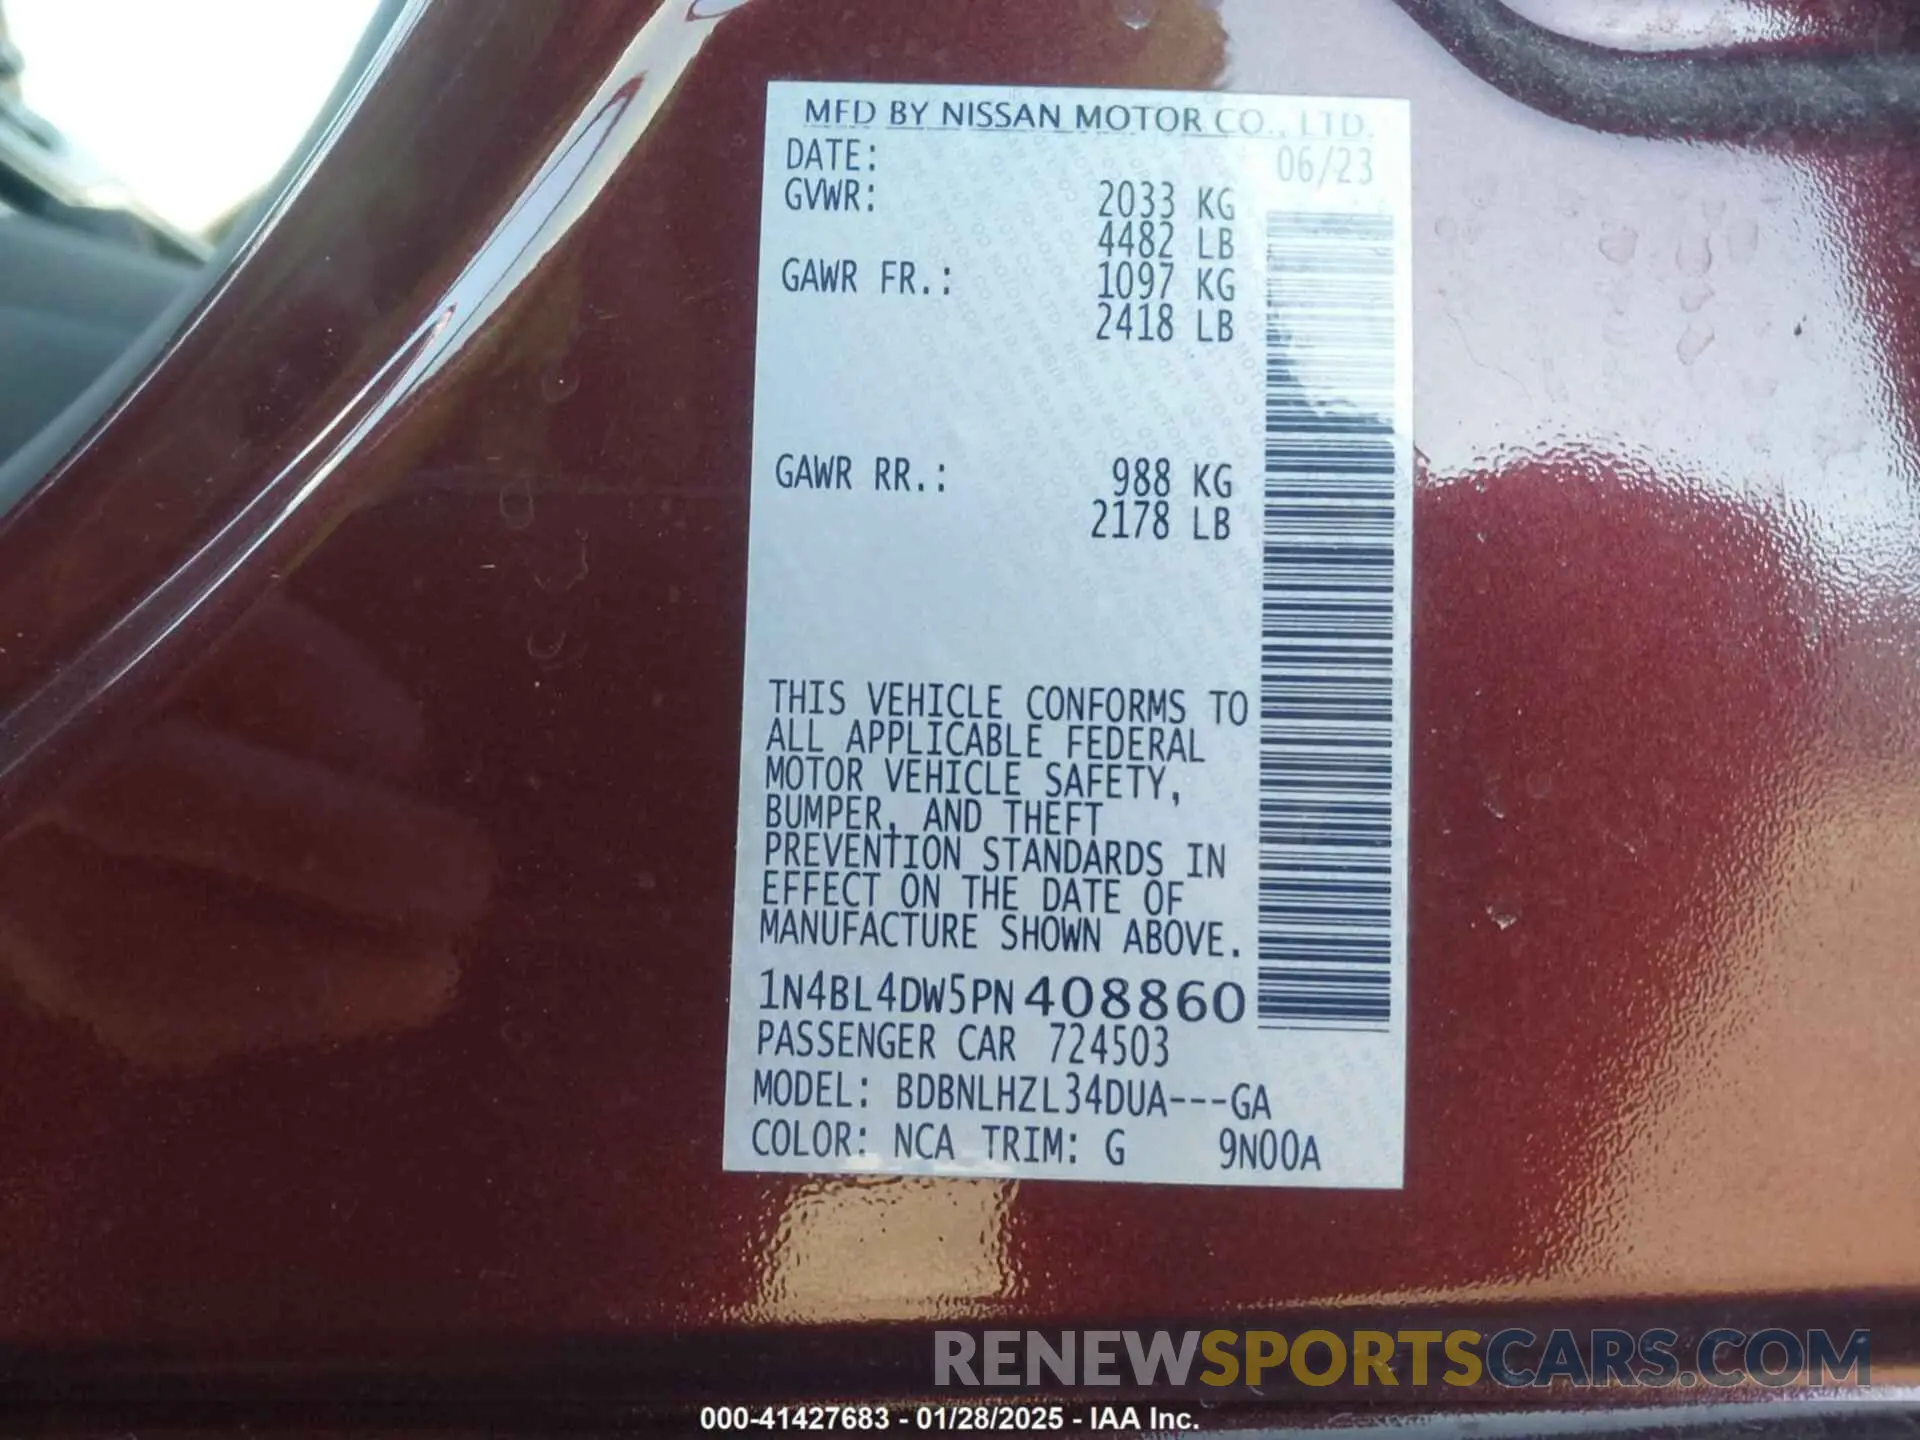 MFD BY NISSAN MOTOR CO., LTD.
DATE: 06/23
GVWR: 2033 KG
4482 LB
GAWR FR.: 1097 KG
2418 LB
GAWR RR.: 988 KG
2178 LB
THIS VEHICLE CONFORMS TO
ALL APPLICABLE FEDERAL
MOTOR VEHICLE SAFETY,
BUMPER, AND THEFT
PREVENTION STANDARDS IN
EFFECT ON THE DATE OF
MANUFACTURE SHOWN ABOVE.
1N4BL4DW5PN408860
PASSENGER CAR 724503
MODEL: BDBNLHZL34DUA---GA
COLOR: NCA TRIM: G 9N00A
RENEWSPORTSCARS.COM
000-41427683 - 01/28/2025 - IAA Inc.